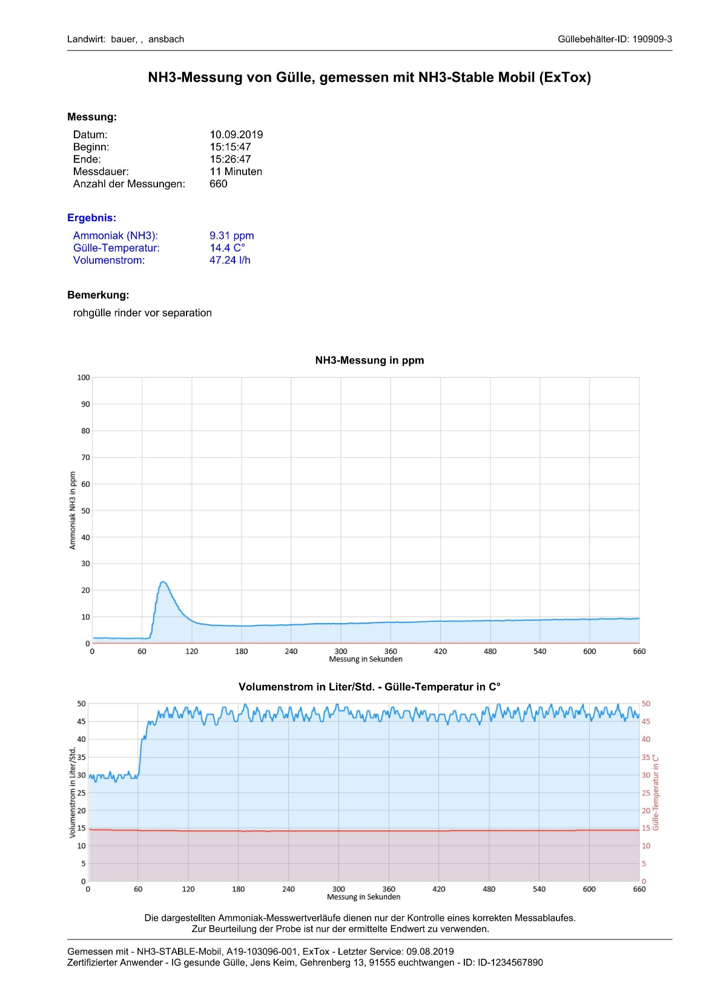 Landwirt: bauer, , ansbach Güllebehälter-ID: 190909-3
NH3-Messung von Gülle, gemessen mit NH3-Stable Mobil (ExTox)
Messung:
Datum: 10.09.2019
Beginn: 15:15:47
Ende: 15:26:47
Messdauer: 11 Minuten
Anzahl der Messungen: 660
Ergebnis:
Ammoniak (NH3): 9.31 ppm
Gülle-Temperatur: 14.4 C°
Volumenstrom: 47.24 l/h
Bemerkung:
rohgülle rinder vor separation
NH3-Messung in ppm
Ammoniak NH3 in ppm
100
90
80
70
60
50
40
30
20
10
0
0 60 120 180 240 300 360 420 480 540 600 660
Messung in Sekunden
Volumenstrom in Liter/Std. - Gülle-Temperatur in C°
Volumenstrom in Liter/Std.
Gülle-Temperatur in C°
50 50
45 45
40 40
35 35
30 30
25 25
20 20
15 15
10 10
5 5
0 0
0 60 120 180 240 300 360 420 480 540 600 660
Messung in Sekunden
Die dargestellten Ammoniak-Messwertverläufe dienen nur der Kontrolle eines korrekten Messablaufes.
Zur Beurteilung der Probe ist nur der ermittelte Endwert zu verwenden.
Gemessen mit - NH3-STABLE-Mobil, A19-103096-001, ExTox - Letzter Service: 09.08.2019
Zertifizierter Anwender - IG gesunde Gülle, Jens Keim, Gehrenberg 13, 91555 euchtwangen - ID: ID-1234567890